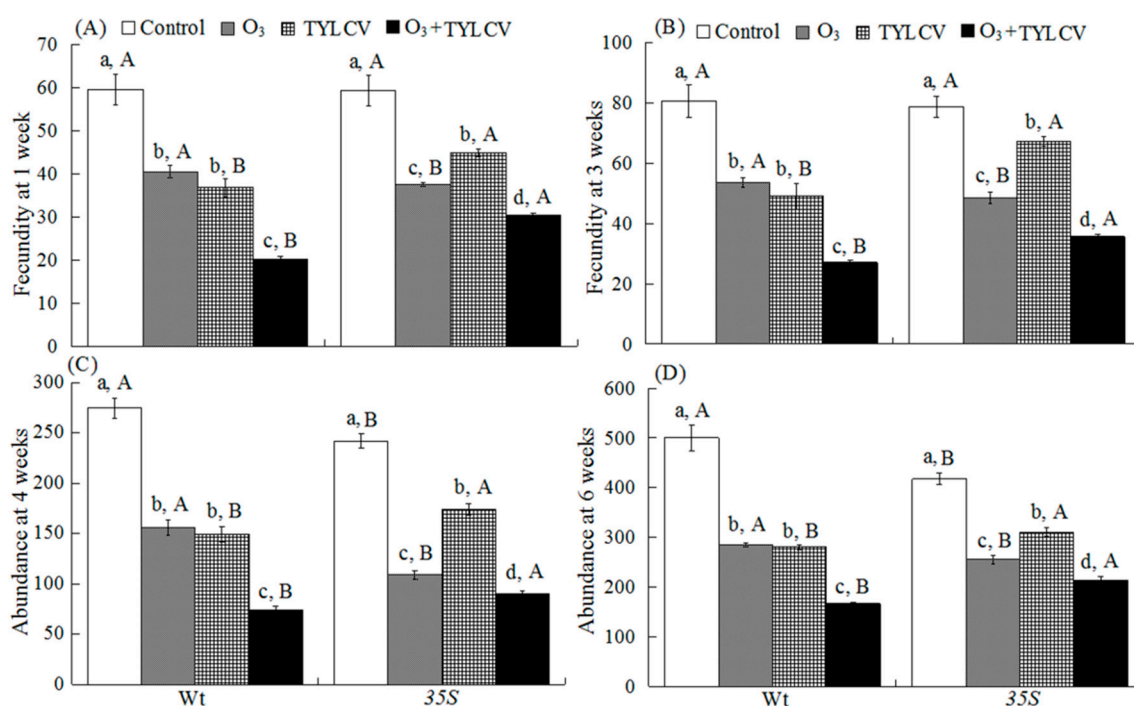 (A) Control O₃ TYLCV O₃+TYLCV
Fecundity at 1 week
70
60
50
40
30
20
10
0
a, A
b, A
b, B
c, B
a, A
c, B
b, A
d, A
(B) Control O₃ TYLCV O₃+TYLCV
Fecundity at 3 weeks
100
80
60
40
20
0
a, A
b, A
b, B
c, B
a, A
c, B
b, A
d, A
(C)
Abundance at 4 weeks
300
250
200
150
100
50
0
a, A
b, A
b, B
c, B
a, B
c, B
b, A
d, A
Wt
35S
(D)
Abundance at 6 weeks
600
500
400
300
200
100
0
a, A
b, A
b, B
c, B
a, B
c, B
b, A
d, A
Wt
35S